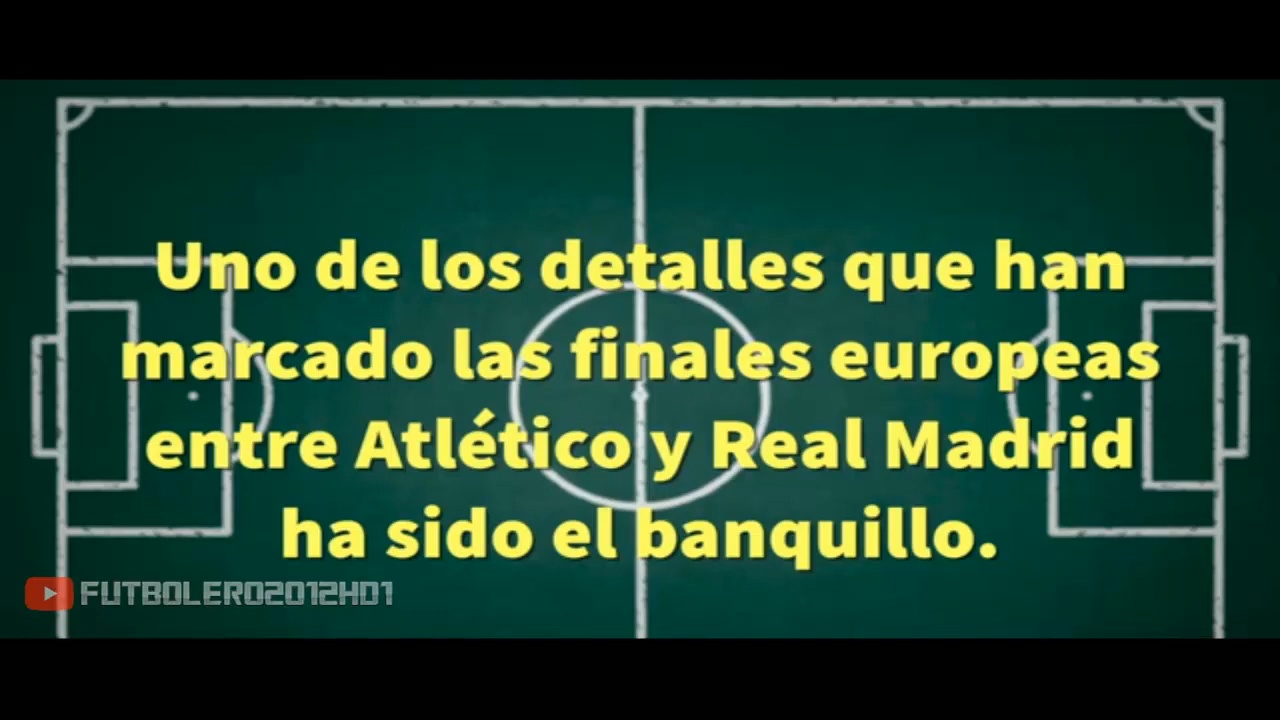 Uno de los detalles que han
marcado las finales europeas
entre Atlético y Real Madrid
ha sido el banquillo.
FUTBOLERO2012HD1